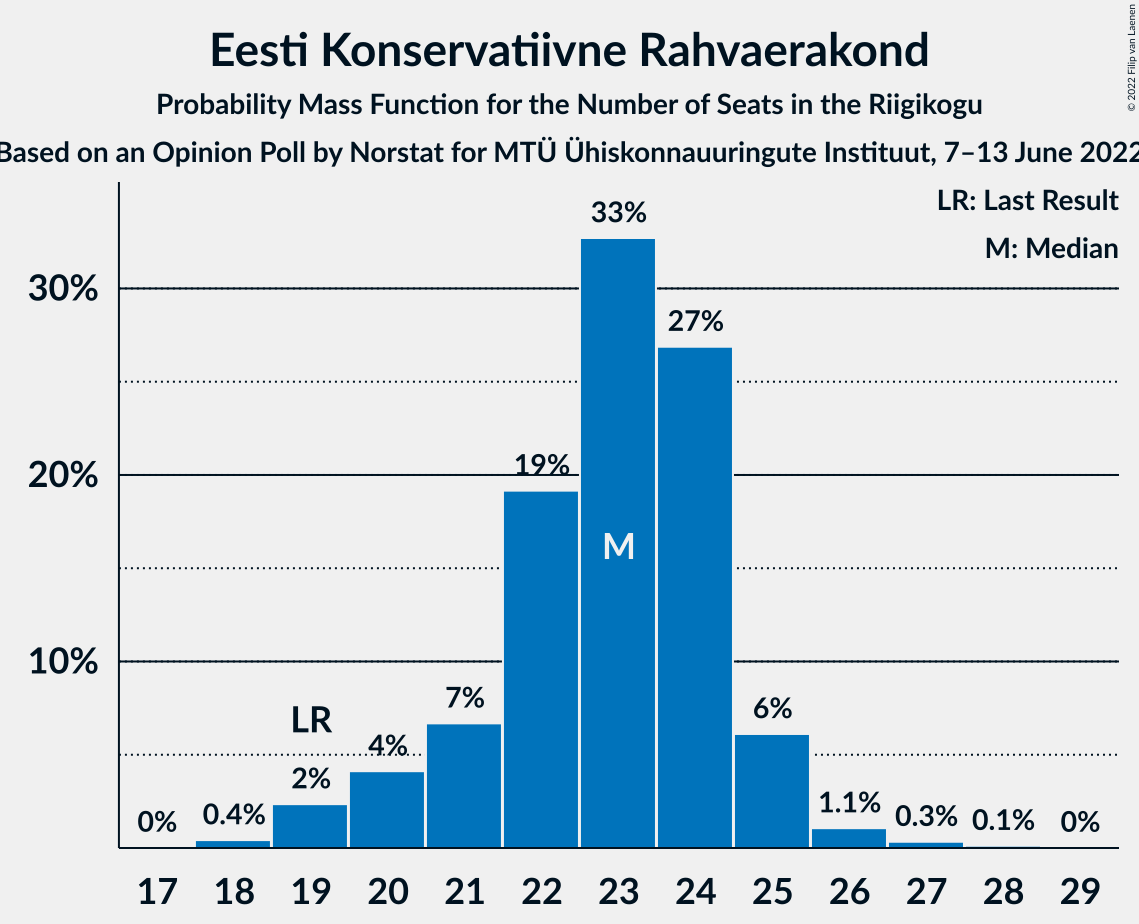 Eesti Konservatiivne Rahvaerakond
Probability Mass Function for the Number of Seats in the Riigikogu
Based on an Opinion Poll by Norstat for MTÜ Ühiskonnauuringute Instituut, 7–13 June 2022
© 2022 Filip van Laenen
LR: Last Result
M: Median
33%
30%
27%
20%
19%
M
10%
7%
6%
LR
4%
2%
1.1%
0% 0.4% 0.3% 0.1% 0%
17 18 19 20 21 22 23 24 25 26 27 28 29